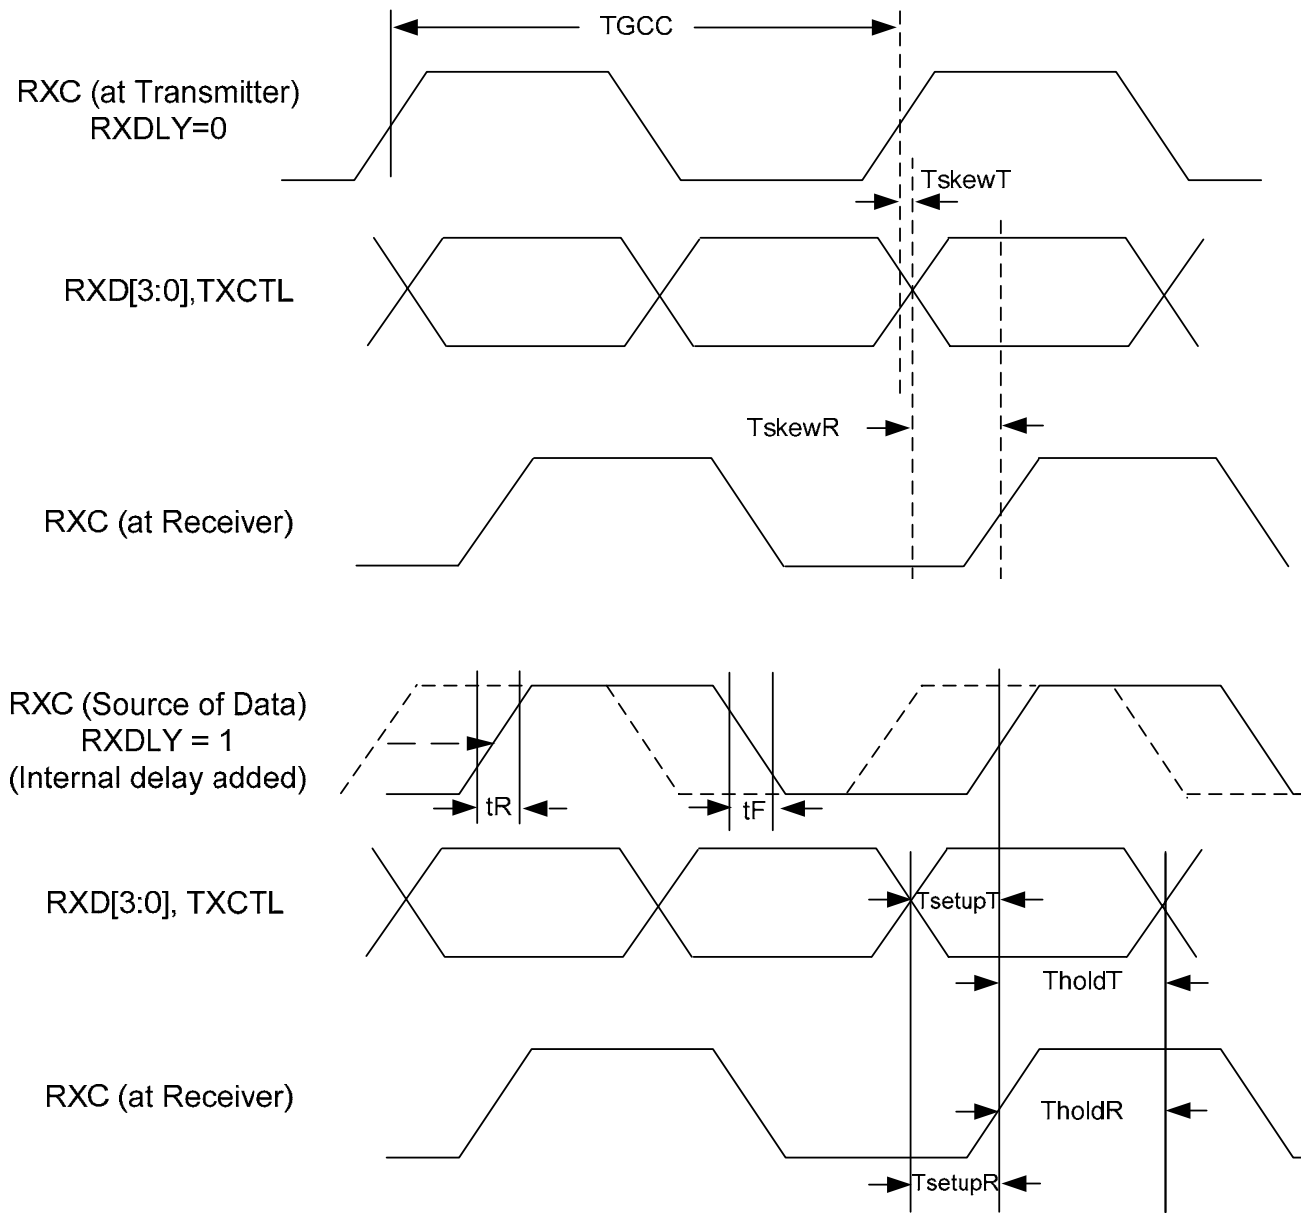 TGCC
RXC (at Transmitter)
RXDLY=0
TskewT
RXD[3:0],TXCTL
TskewR
RXC (at Receiver)
RXC (Source of Data)
RXDLY = 1
(Internal delay added)
tR
tF
RXD[3:0], TXCTL
TsetupT
TholdT
RXC (at Receiver)
TholdR
TsetupR